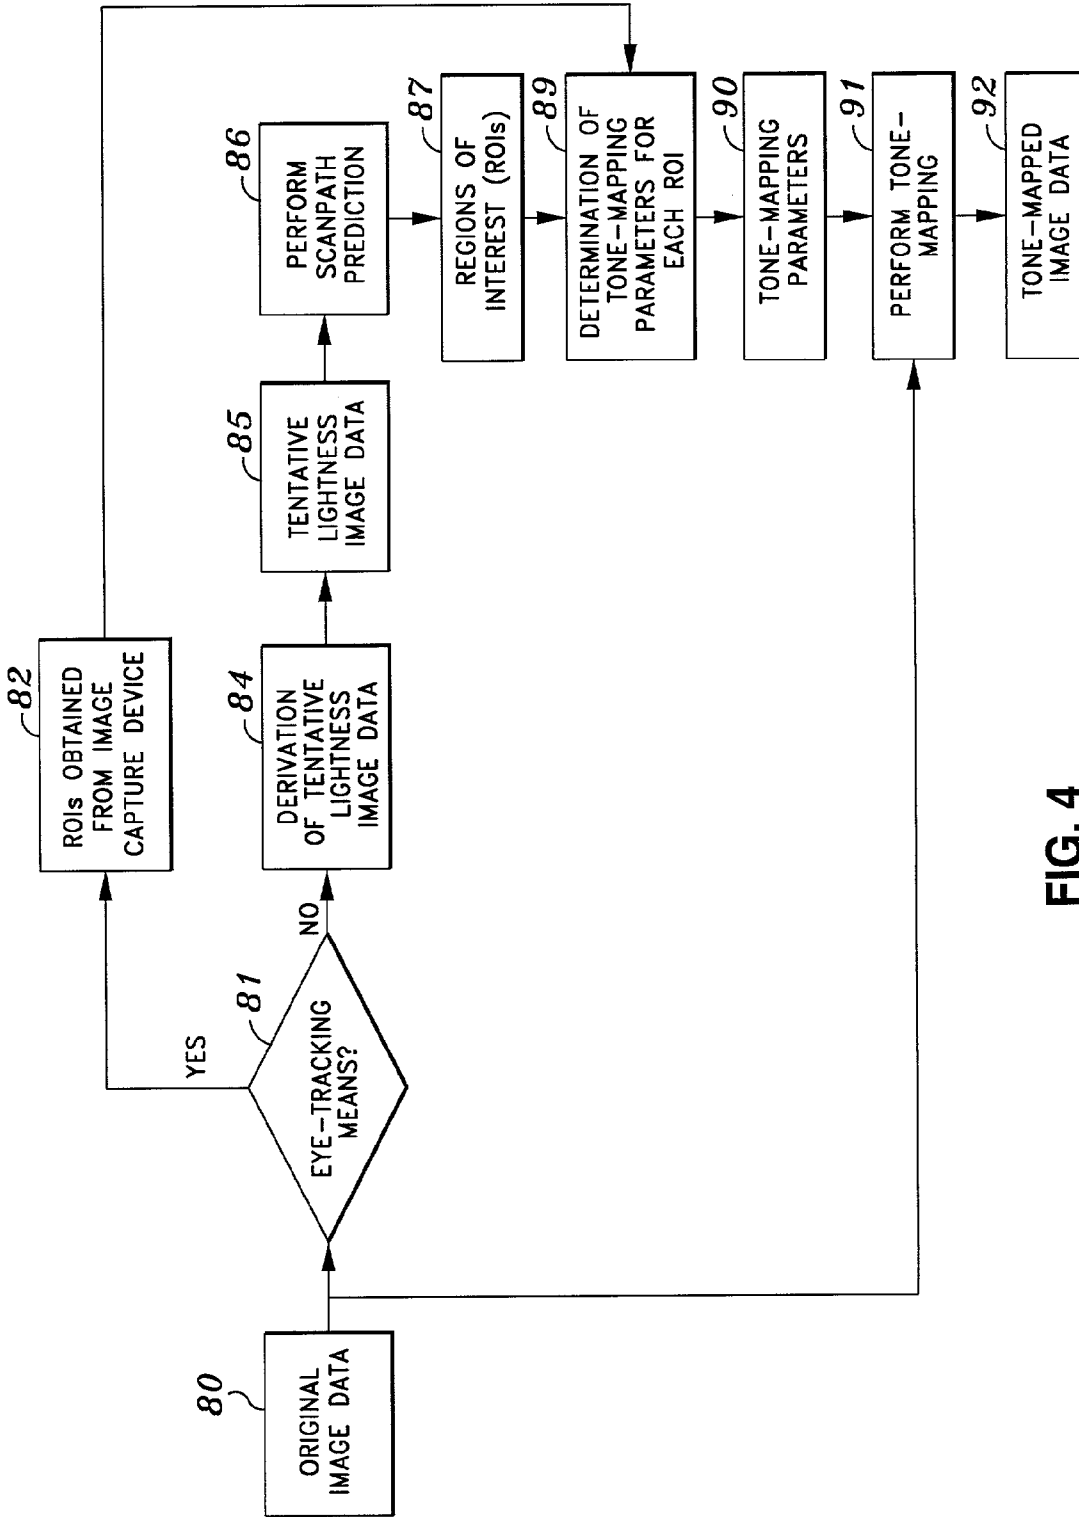 80
ORIGINAL
IMAGE DATA
81
EYE-TRACKING
MEANS?
YES
NO
82
ROIs OBTAINED
FROM IMAGE
CAPTURE DEVICE
84
DERIVATION
OF TENTATIVE
LIGHTNESS
IMAGE DATA
85
TENTATIVE
LIGHTNESS
IMAGE DATA
86
PERFORM
SCANPATH
PREDICTION
87
REGIONS OF
INTEREST (ROIs)
89
DETERMINATION OF
TONE-MAPPING
PARAMETERS FOR
EACH ROI
90
TONE-MAPPING
PARAMETERS
91
PERFORM TONE-
MAPPING
92
TONE-MAPPED
IMAGE DATA
FIG. 4